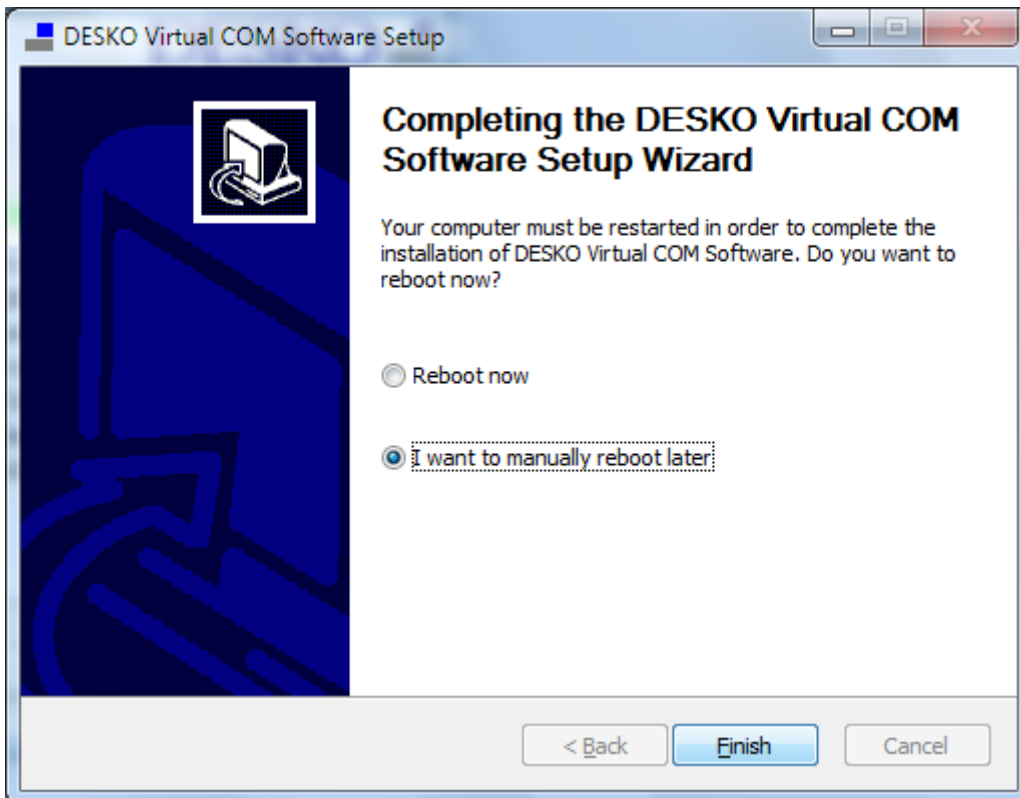 DESKO Virtual COM Software Setup
Completing the DESKO Virtual COM
Software Setup Wizard
Your computer must be restarted in order to complete the
installation of DESKO Virtual COM Software. Do you want to
reboot now?
Reboot now
I want to manually reboot later
< Back
Finish
Cancel